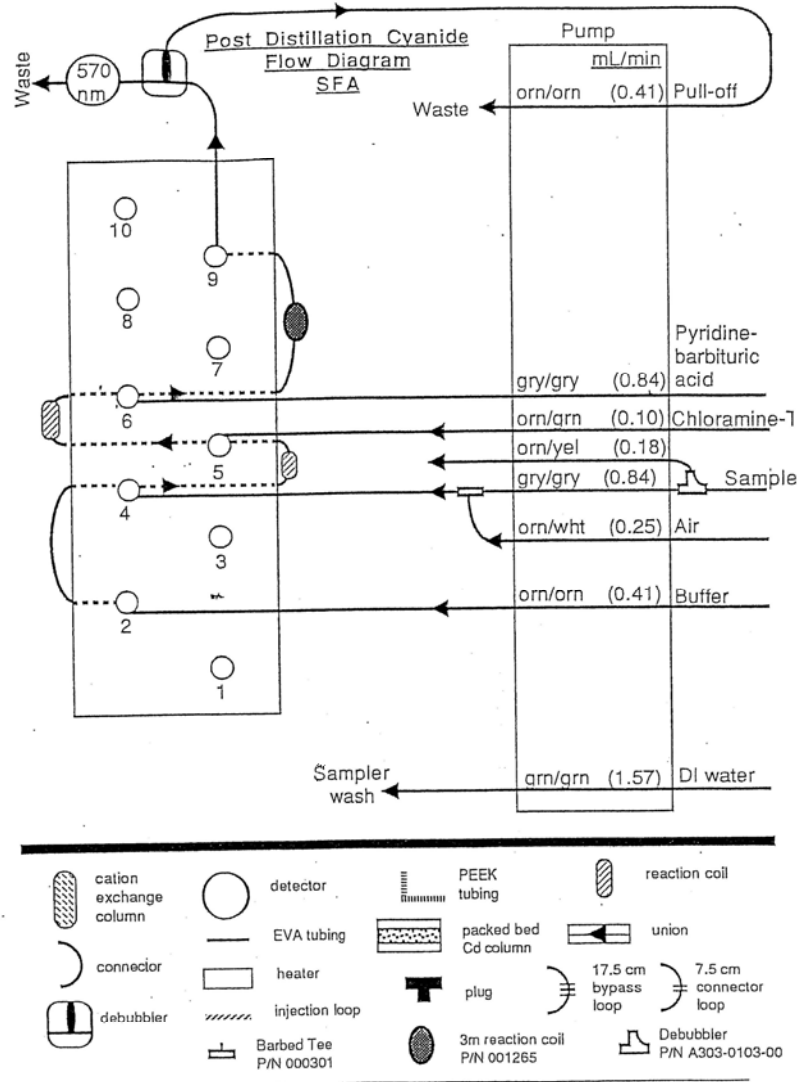 Post Distillation Cyanide
Flow Diagram
SFA
Waste
570
nm
Pump
mL/min
Waste
orn/orn (0.41) Pull-off
10
9
8
7
6
5
4
3
2
1
Pyridine-
barbituric
gry/gry (0.84) acid
orn/grn (0.10) Chloramine-T
orn/yel (0.18)
gry/gry (0.84) Sample
orn/wht (0.25) Air
orn/orn (0.41) Buffer
Sampler
wash
grn/grn (1.57) DI water
cation
exchange
column
detector
PEEK
tubing
reaction coil
EVA tubing
packed bed
Cd column
union
connector
heater
plug
17.5 cm
bypass
loop
7.5 cm
connector
loop
debubbler
injection loop
Barbed Tee
P/N 000301
3m reaction coil
P/N 001265
Debubbler
P/N A303-0103-00